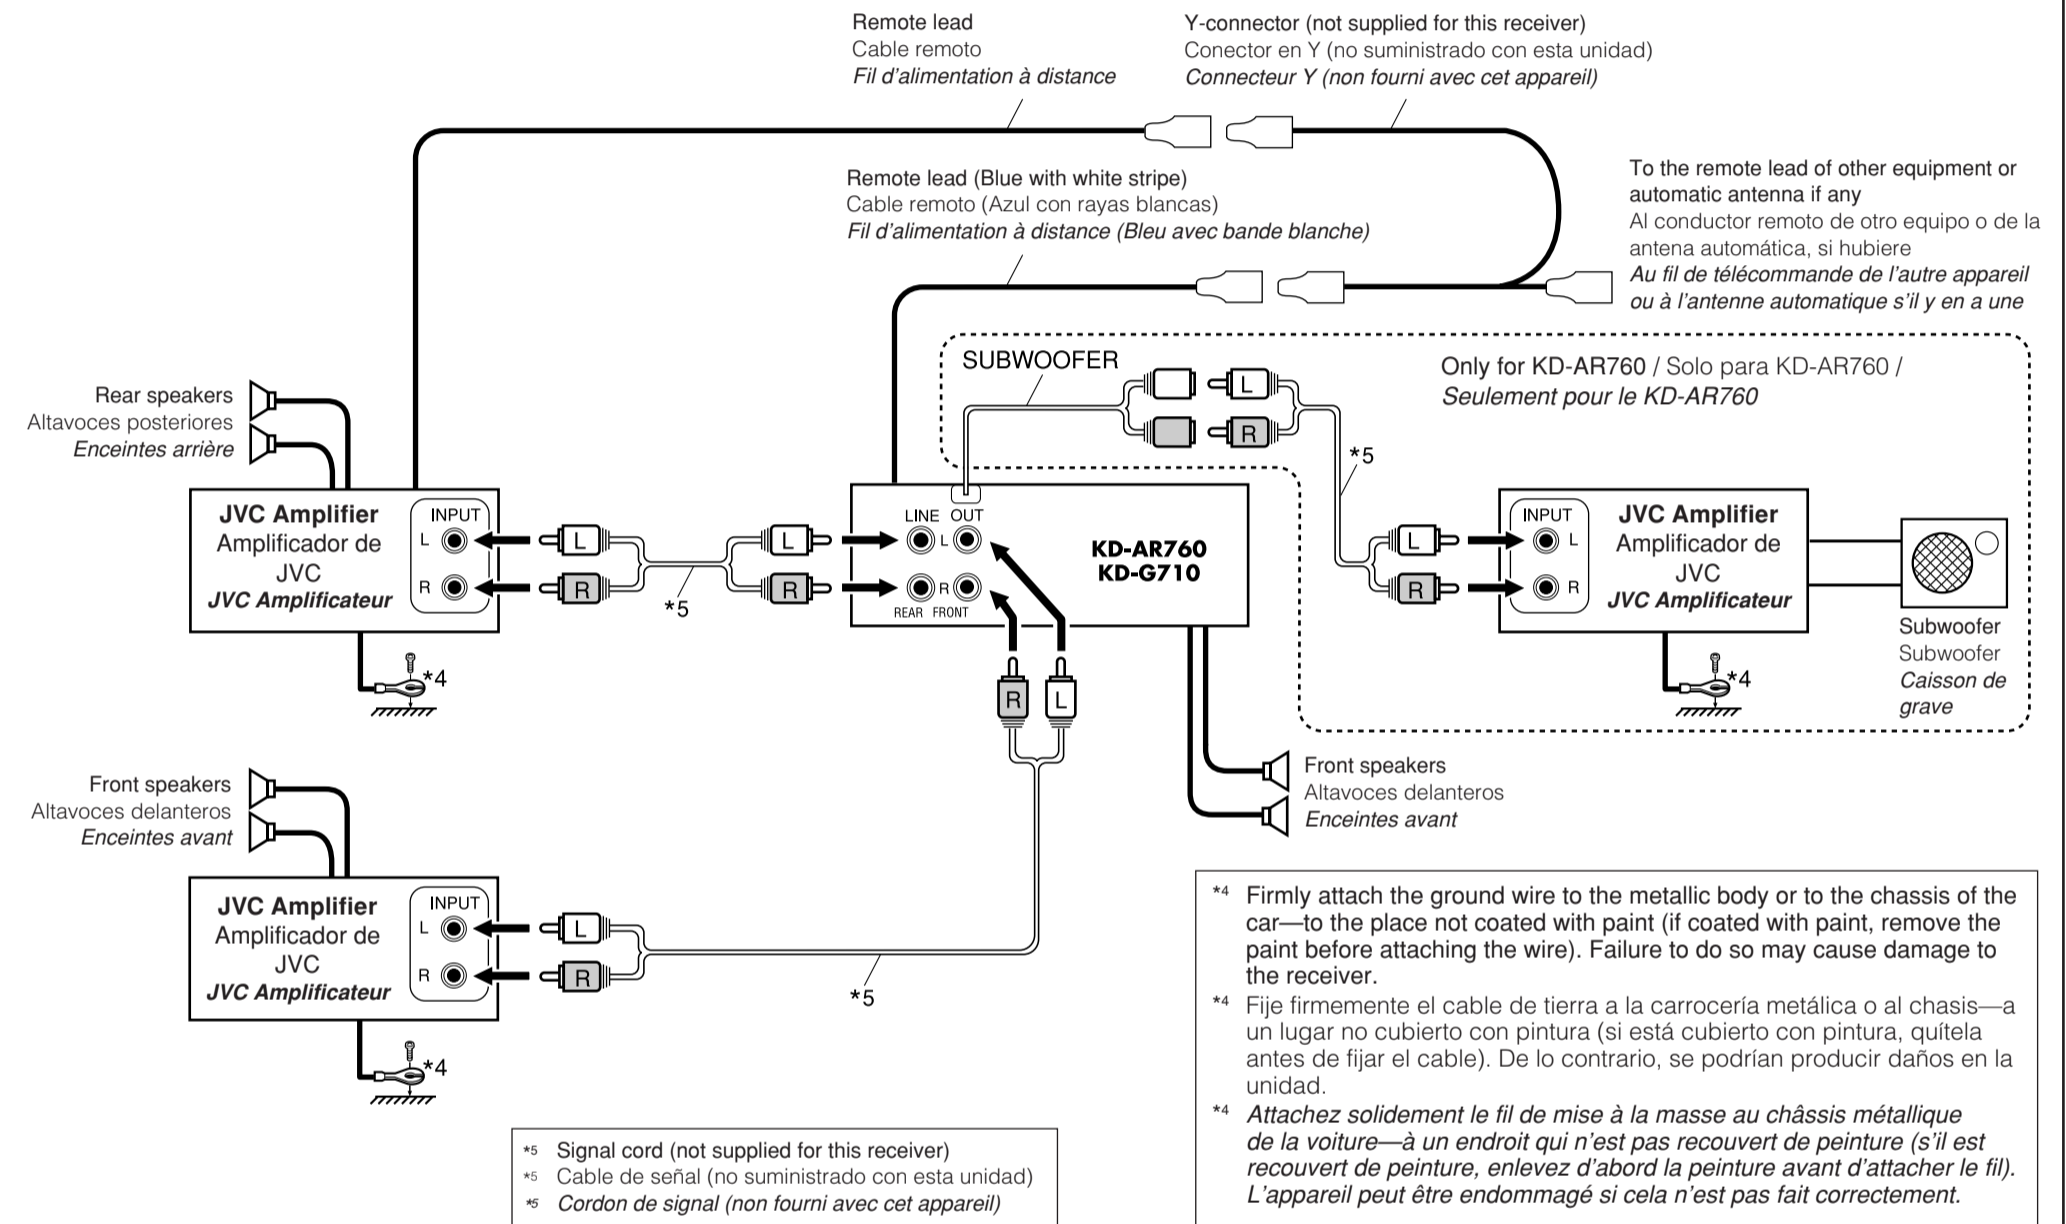 Remote lead
Cable remoto
Fil d’alimentation à distance
Y-connector (not supplied for this receiver)
Conector en Y (no suministrado con esta unidad)
Connecteur Y (non fourni avec cet appareil)
Remote lead (Blue with white stripe)
Cable remoto (Azul con rayas blancas)
Fil d’alimentation à distance (Bleu avec bande blanche)
To the remote lead of other equipment or
automatic antenna if any
Al conductor remoto de otro equipo o de la
antena automática, si hubiere
Au fil de télécommande de l’autre appareil
ou à l’antenne automatique s’il y en a une
SUBWOOFER
L
R
*5
Only for KD-AR760 / Solo para KD-AR760 /
Seulement pour le KD-AR760
Rear speakers
Altavoces posteriores
Enceintes arrière
JVC Amplifier
Amplificador de
JVC
JVC Amplificateur
INPUT
L
R
*4
L
R
*5
L
R
LINE OUT
L
R
REAR FRONT
KD-AR760
KD-G710
R
L
L
R
INPUT
L
R
JVC Amplifier
Amplificador de
JVC
JVC Amplificateur
*4
Subwoofer
Subwoofer
Caisson de
grave
Front speakers
Altavoces delanteros
Enceintes avant
Front speakers
Altavoces delanteros
Enceintes avant
JVC Amplifier
Amplificador de
JVC
JVC Amplificateur
INPUT
L
R
*4
L
R
*5
*5 Signal cord (not supplied for this receiver)
*5 Cable de señal (no suministrado con esta unidad)
*5 Cordon de signal (non fourni avec cet appareil)
*4 Firmly attach the ground wire to the metallic body or to the chassis of the
car—to the place not coated with paint (if coated with paint, remove the
paint before attaching the wire). Failure to do so may cause damage to
the receiver.
*4 Fije firmemente el cable de tierra a la carrocería metálica o al chasis—a
un lugar no cubierto con pintura (si está cubierto con pintura, quítela
antes de fijar el cable). De lo contrario, se podrían producir daños en la
unidad.
*4 Attachez solidement le fil de mise à la masse au châssis métallique
de la voiture—à un endroit qui n’est pas recouvert de peinture (s’il est
recouvert de peinture, enlevez d’abord la peinture avant d’attacher le fil).
L’appareil peut être endommagé si cela n’est pas fait correctement.